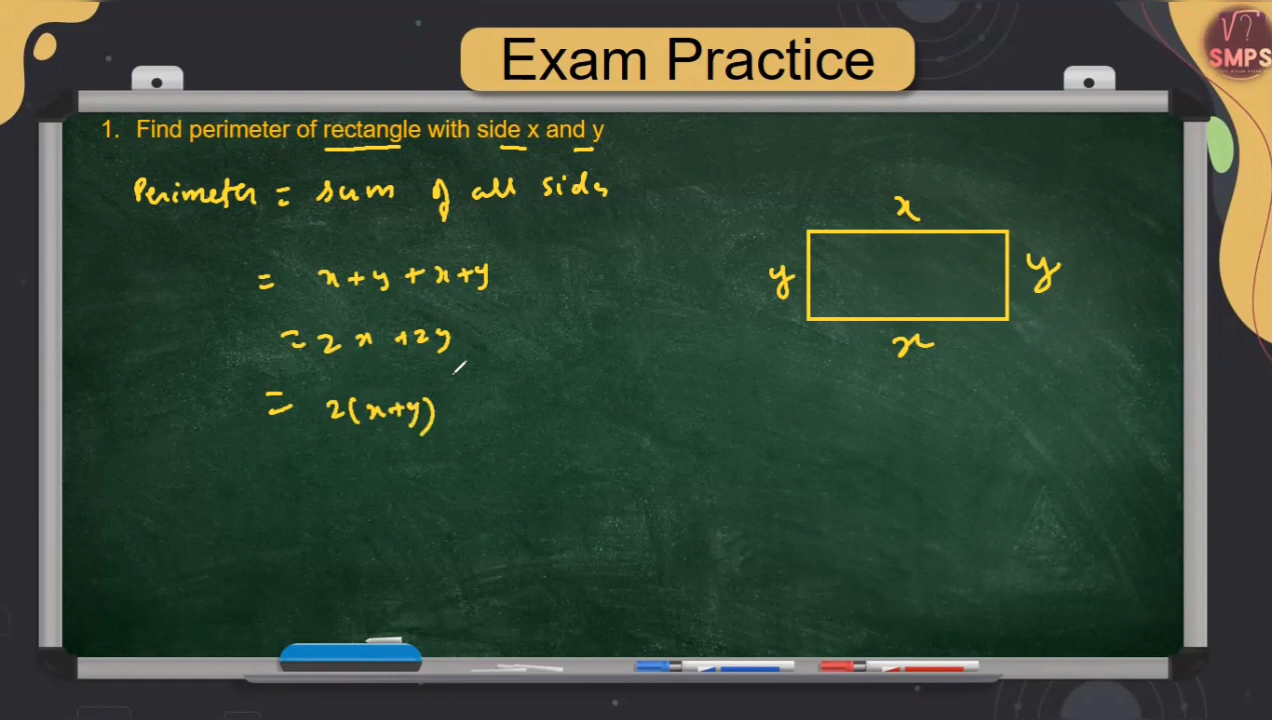 Exam Practice
√?
SMPS
1. Find perimeter of rectangle with side x and y
Perimeter = sum of all sides
= x + y + x + y
= 2x + 2y
= 2(x+y)
x
y
y
x